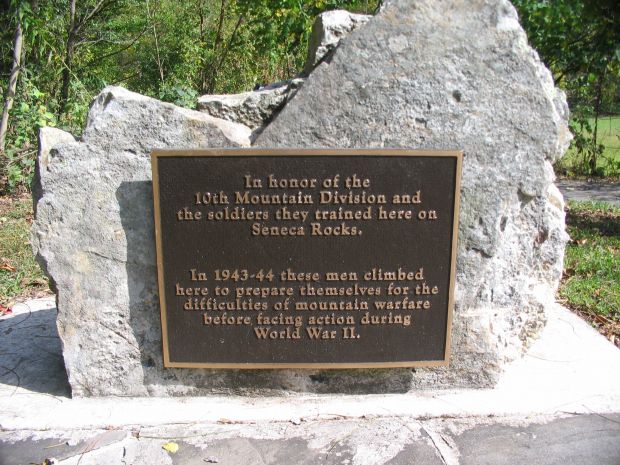 In honor of the
10th Mountain Division and
the soldiers they trained here on
Seneca Rocks.
In 1943-44 these men climbed
here to prepare themselves for the
difficulties of mountain warfare
before facing action during
World War II.